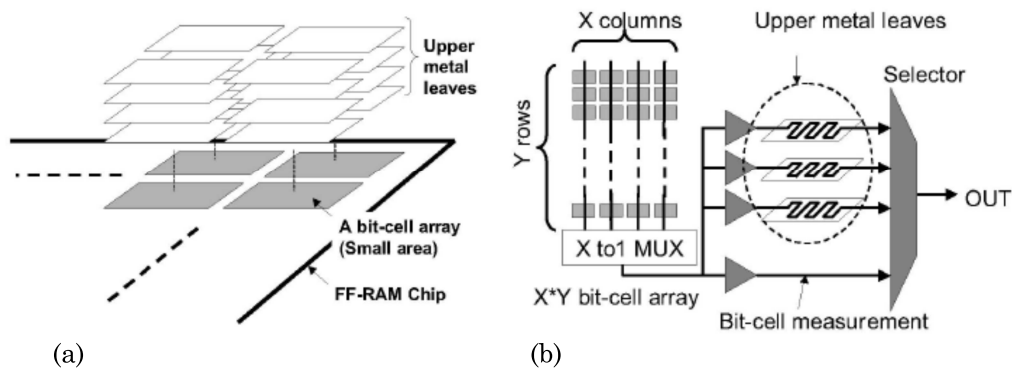 Upper
metal
leaves
A bit-cell array
(Small area)
FF-RAM Chip
(a)
X columns
Upper metal leaves
Selector
Y rows
OUT
X to1 MUX
X*Y bit-cell array
Bit-cell measurement
(b)